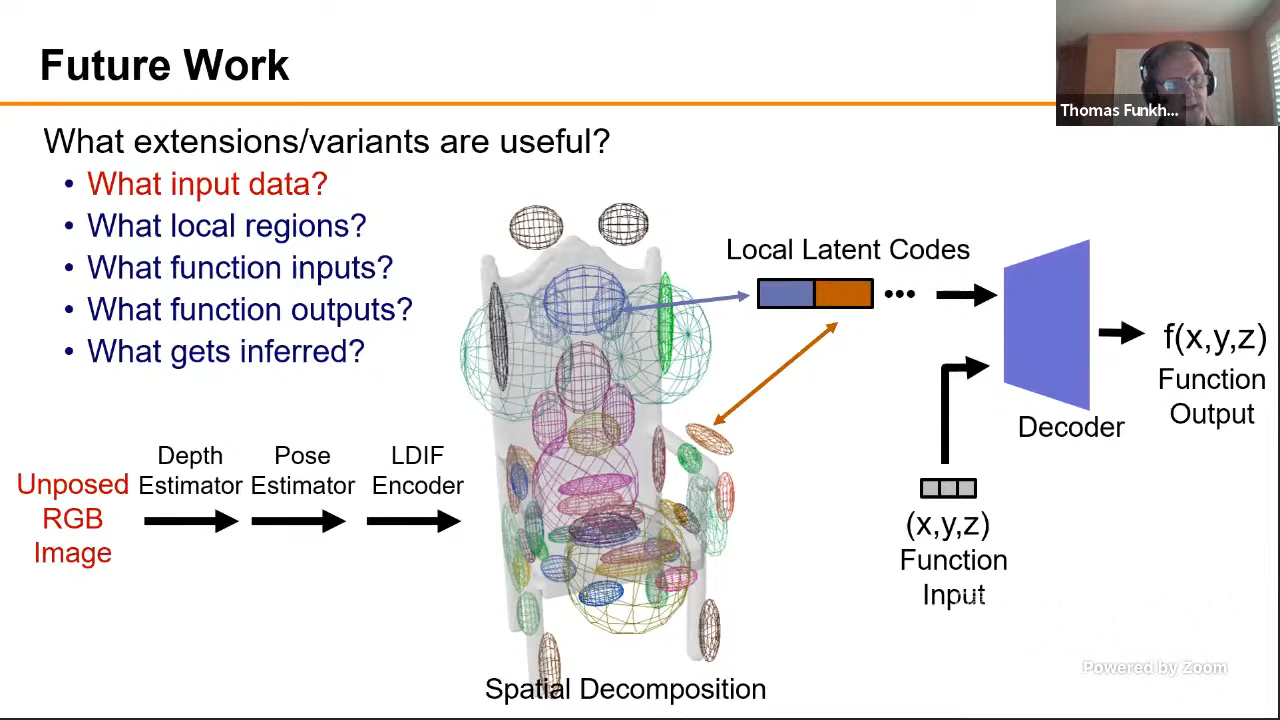 Future Work
Thomas Funkh...
What extensions/variants are useful?
• What input data?
• What local regions?
• What function inputs?
• What function outputs?
• What gets inferred?
Local Latent Codes
•••
f(x,y,z)
Function
Output
Decoder
Unposed
RGB
Image
Depth
Estimator
Pose
Estimator
LDIF
Encoder
(x,y,z)
Function
Input
Spatial Decomposition
Powered by Zoom